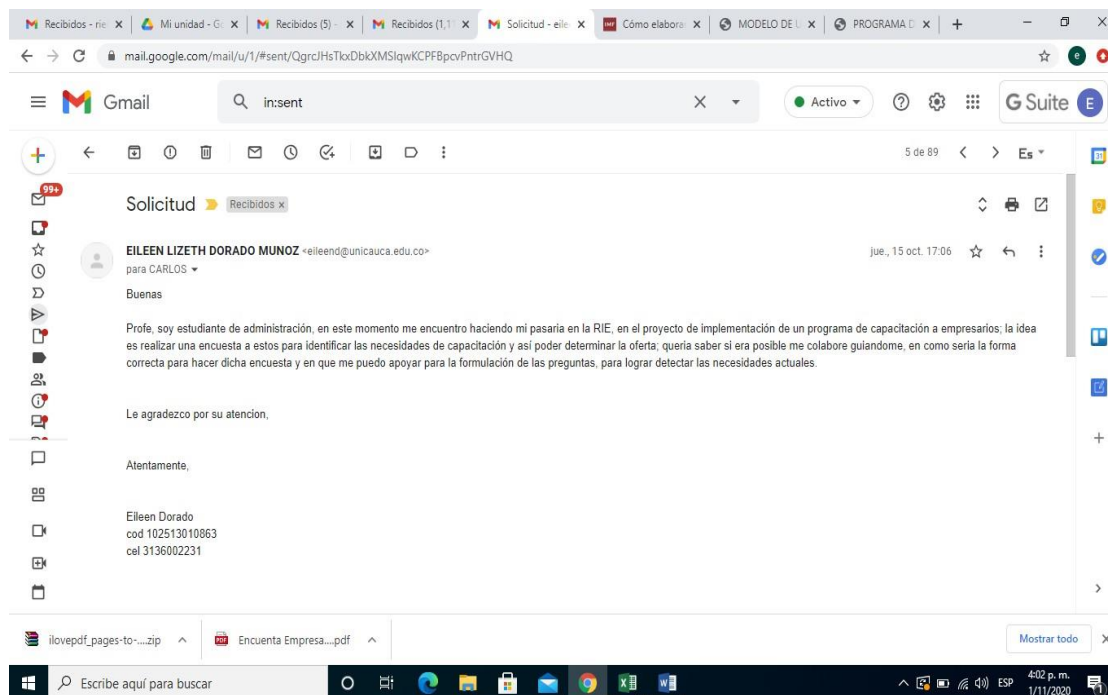 Recibidos - rie
Mi unidad - G
Recibidos (5) -
Recibidos (1,1
Solicitud - eile
Cómo elabora
MODELO DE U
PROGRAMA D
mail.google.com/mail/u/1/#sent/QgrcJHsTkxDbkXMSlqwKCPFBpcvPntrGVHQ
e
Gmail
in:sent
Activo
G Suite
E
5 de 89
Es
99+
31
Solicitud
Recibidos x
EILEEN LIZETH DORADO MUNOZ <eileend@unicauca.edu.co>
jue., 15 oct. 17:06
para CARLOS
Buenas
Profe, soy estudiante de administración, en este momento me encuentro haciendo mi pasaria en la RIE, en el proyecto de implementación de un programa de capacitación a empresarios; la idea
es realizar una encuesta a estos para identificar las necesidades de capacitación y así poder determinar la oferta; queria saber si era posible me colabore guiandome, en como seria la forma
correcta para hacer dicha encuesta y en que me puedo apoyar para la formulación de las preguntas, para lograr detectar las necesidades actuales.
Le agradezco por su atencion,
Atentamente,
Eileen Dorado
cod 102513010863
cel 3136002231
ilovepdf_pages-to-....zip
PDF
Encuenta Empresa....pdf
Mostrar todo
Escribe aquí para buscar
ESP
4:02 p. m.
1/11/2020